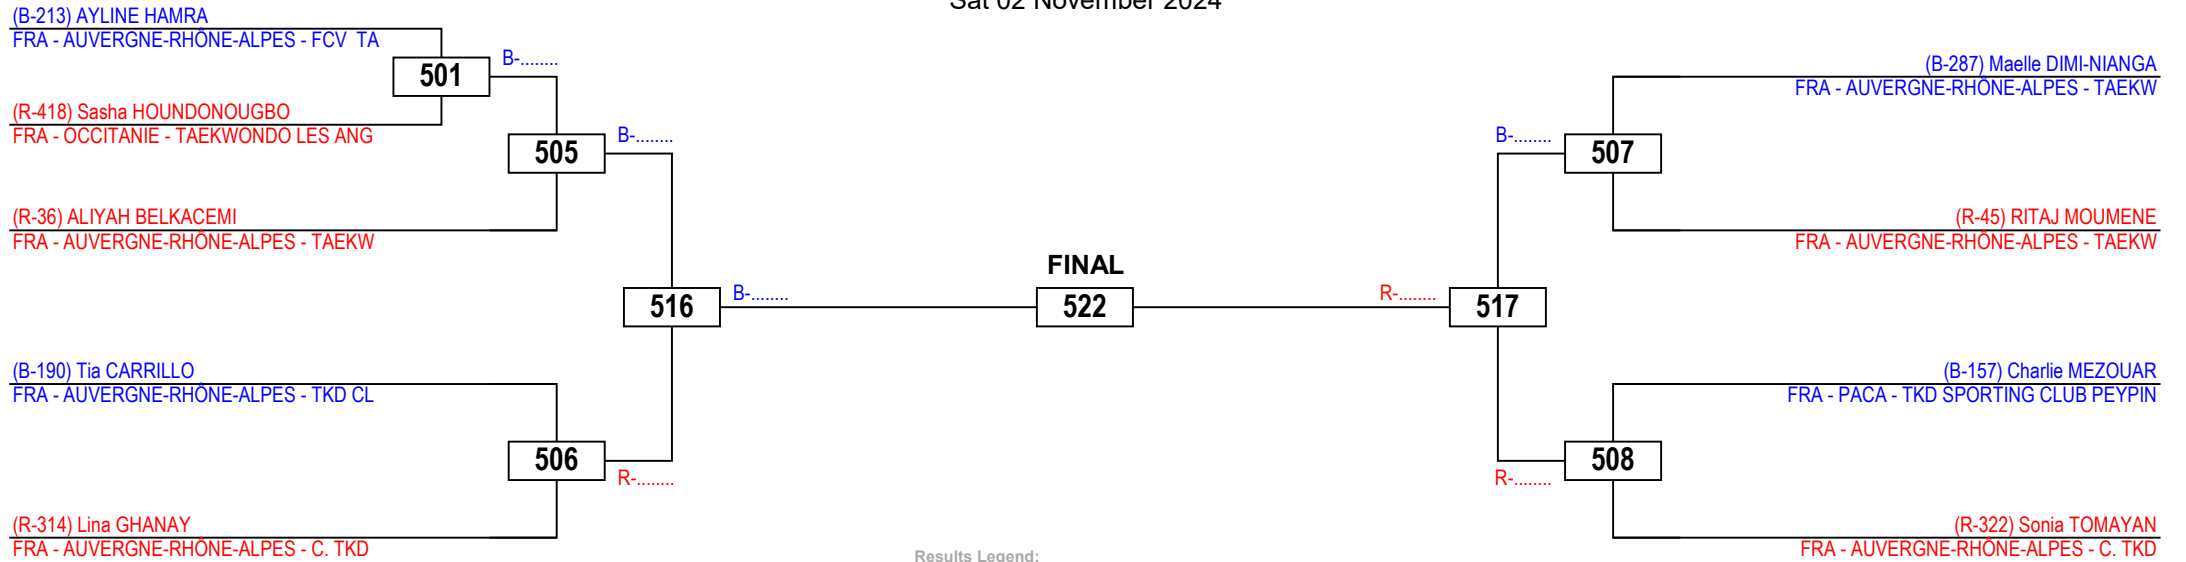 Sat 02 November 2024
(B-213) AYLINE HAMRA
FRA - AUVERGNE-RHÔNE-ALPES - FCV TA
501
B-........
(R-418) Sasha HOUNDONOUGBO
FRA - OCCITANIE - TAEKWONDO LES ANG
505
B-........
(R-36) ALIYAH BELKACEMI
FRA - AUVERGNE-RHÔNE-ALPES - TAEKW
516
B-........
(B-190) Tia CARRILLO
FRA - AUVERGNE-RHÔNE-ALPES - TKD CL
506
R-........
(R-314) Lina GHANAY
FRA - AUVERGNE-RHÔNE-ALPES - C. TKD
FINAL
522
(B-287) Maelle DIMI-NIANGA
FRA - AUVERGNE-RHÔNE-ALPES - TAEKW
B-........
507
(R-45) RITAJ MOUMENE
FRA - AUVERGNE-RHÔNE-ALPES - TAEKW
R-........
517
(B-157) Charlie MEZOUAR
FRA - PACA - TKD SPORTING CLUB PEYPIN
508
R-........
(R-322) Sonia TOMAYAN
FRA - AUVERGNE-RHÔNE-ALPES - C. TKD
Results Legend: